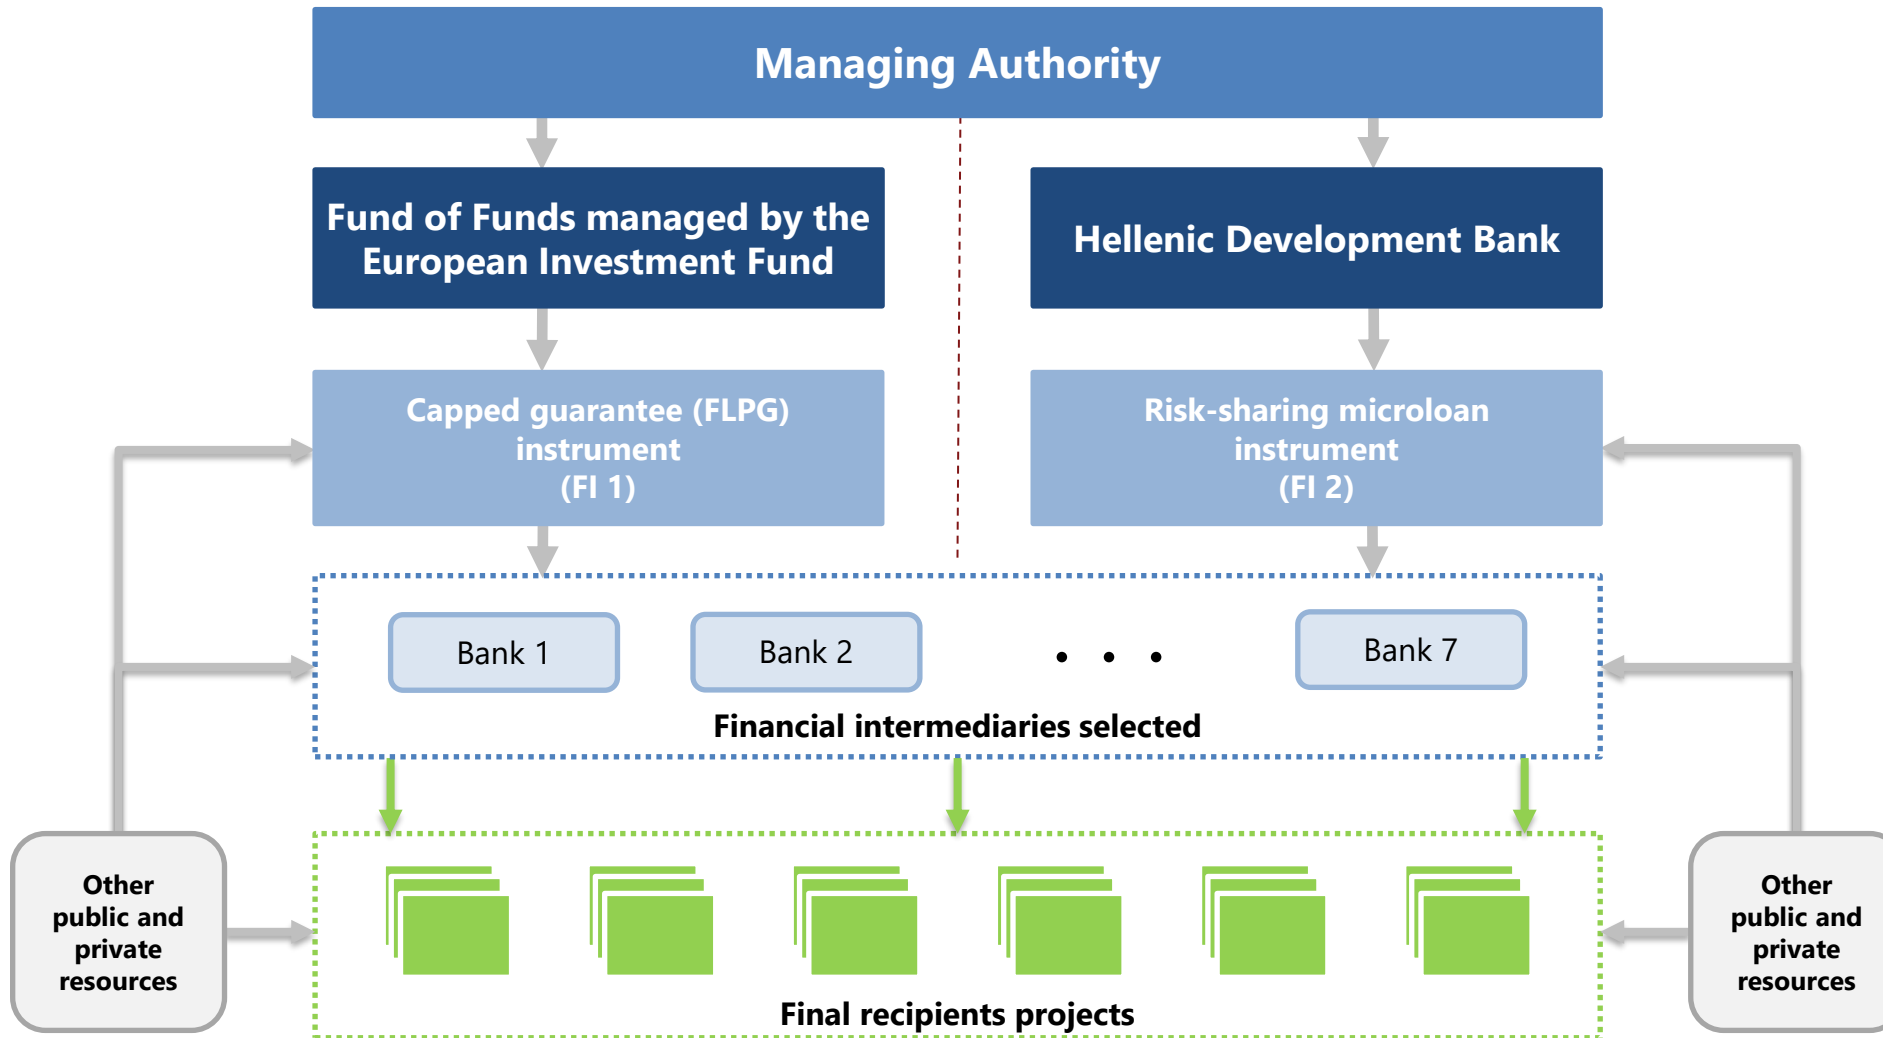 Managing Authority
Fund of Funds managed by the
European Investment Fund
Hellenic Development Bank
Capped guarantee (FLPG)
instrument
(FI 1)
Risk-sharing microloan
instrument
(FI 2)
Bank 1
Bank 2
. . .
Bank 7
Financial intermediaries selected
Other
public and
private
resources
Other
public and
private
resources
Final recipients projects